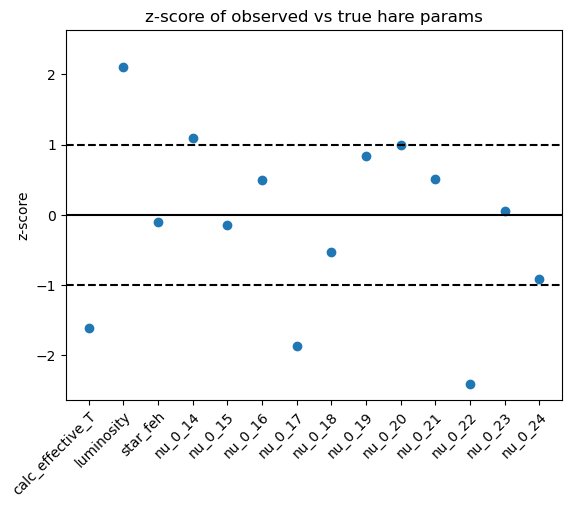 z-score of observed vs true hare params
z-score
2
1
0
−1
−2
calc_effective_T
luminosity
star_feh
nu_0_14
nu_0_15
nu_0_16
nu_0_17
nu_0_18
nu_0_19
nu_0_20
nu_0_21
nu_0_22
nu_0_23
nu_0_24